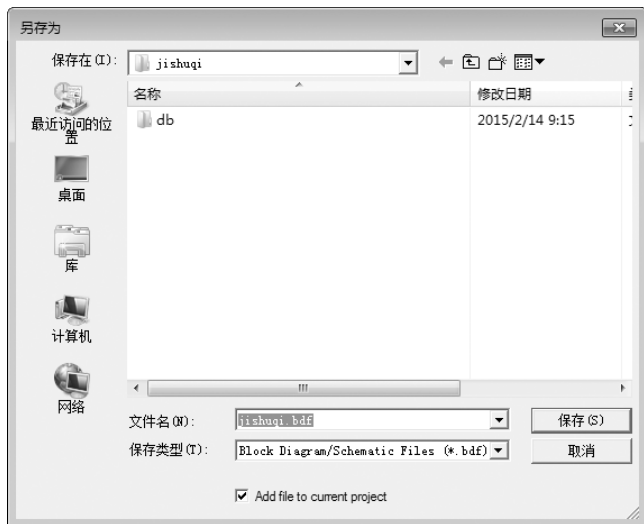 另存为
保存在(I):
jishuqi
最近访问的位置
桌面
库
计算机
网络
名称
修改日期
db
2015/2/14 9:15
文件名(N):
jishuqi.bdf
保存(S)
保存类型(T):
Block Diagram/Schematic Files (*.bdf)
取消
Add file to current project